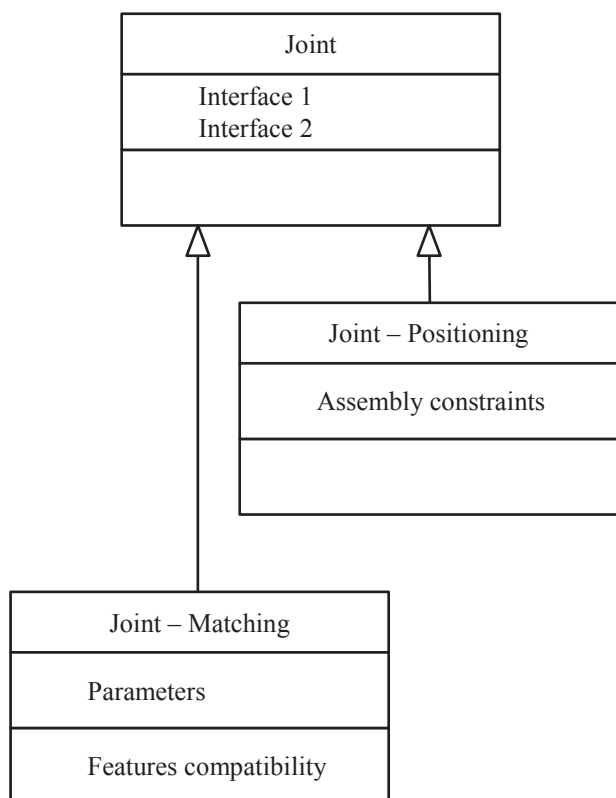 Joint
Interface 1
Interface 2
Joint – Positioning
Assembly constraints
Joint – Matching
Parameters
Features compatibility